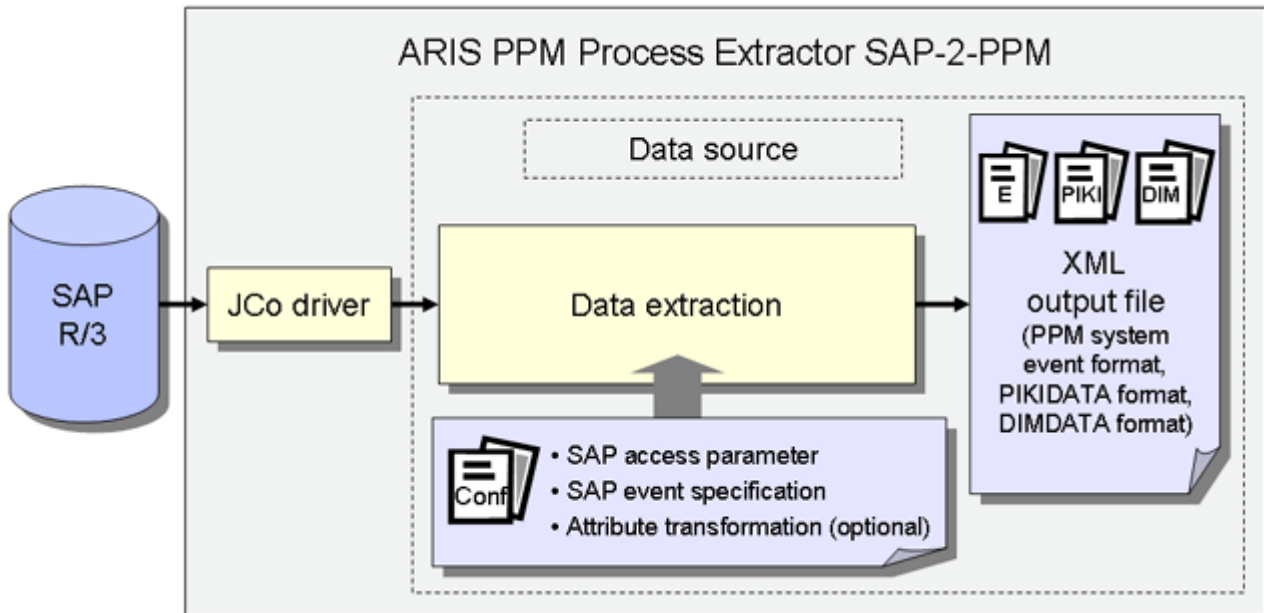 ARIS PPM Process Extractor SAP-2-PPM
Data source
SAP
R/3
JCo driver
Data extraction
E
PIKI
DIM
XML
output file
(PPM system
event format,
PIKIDATA format,
DIMDATA format)
Conf
• SAP access parameter
• SAP event specification
• Attribute transformation (optional)